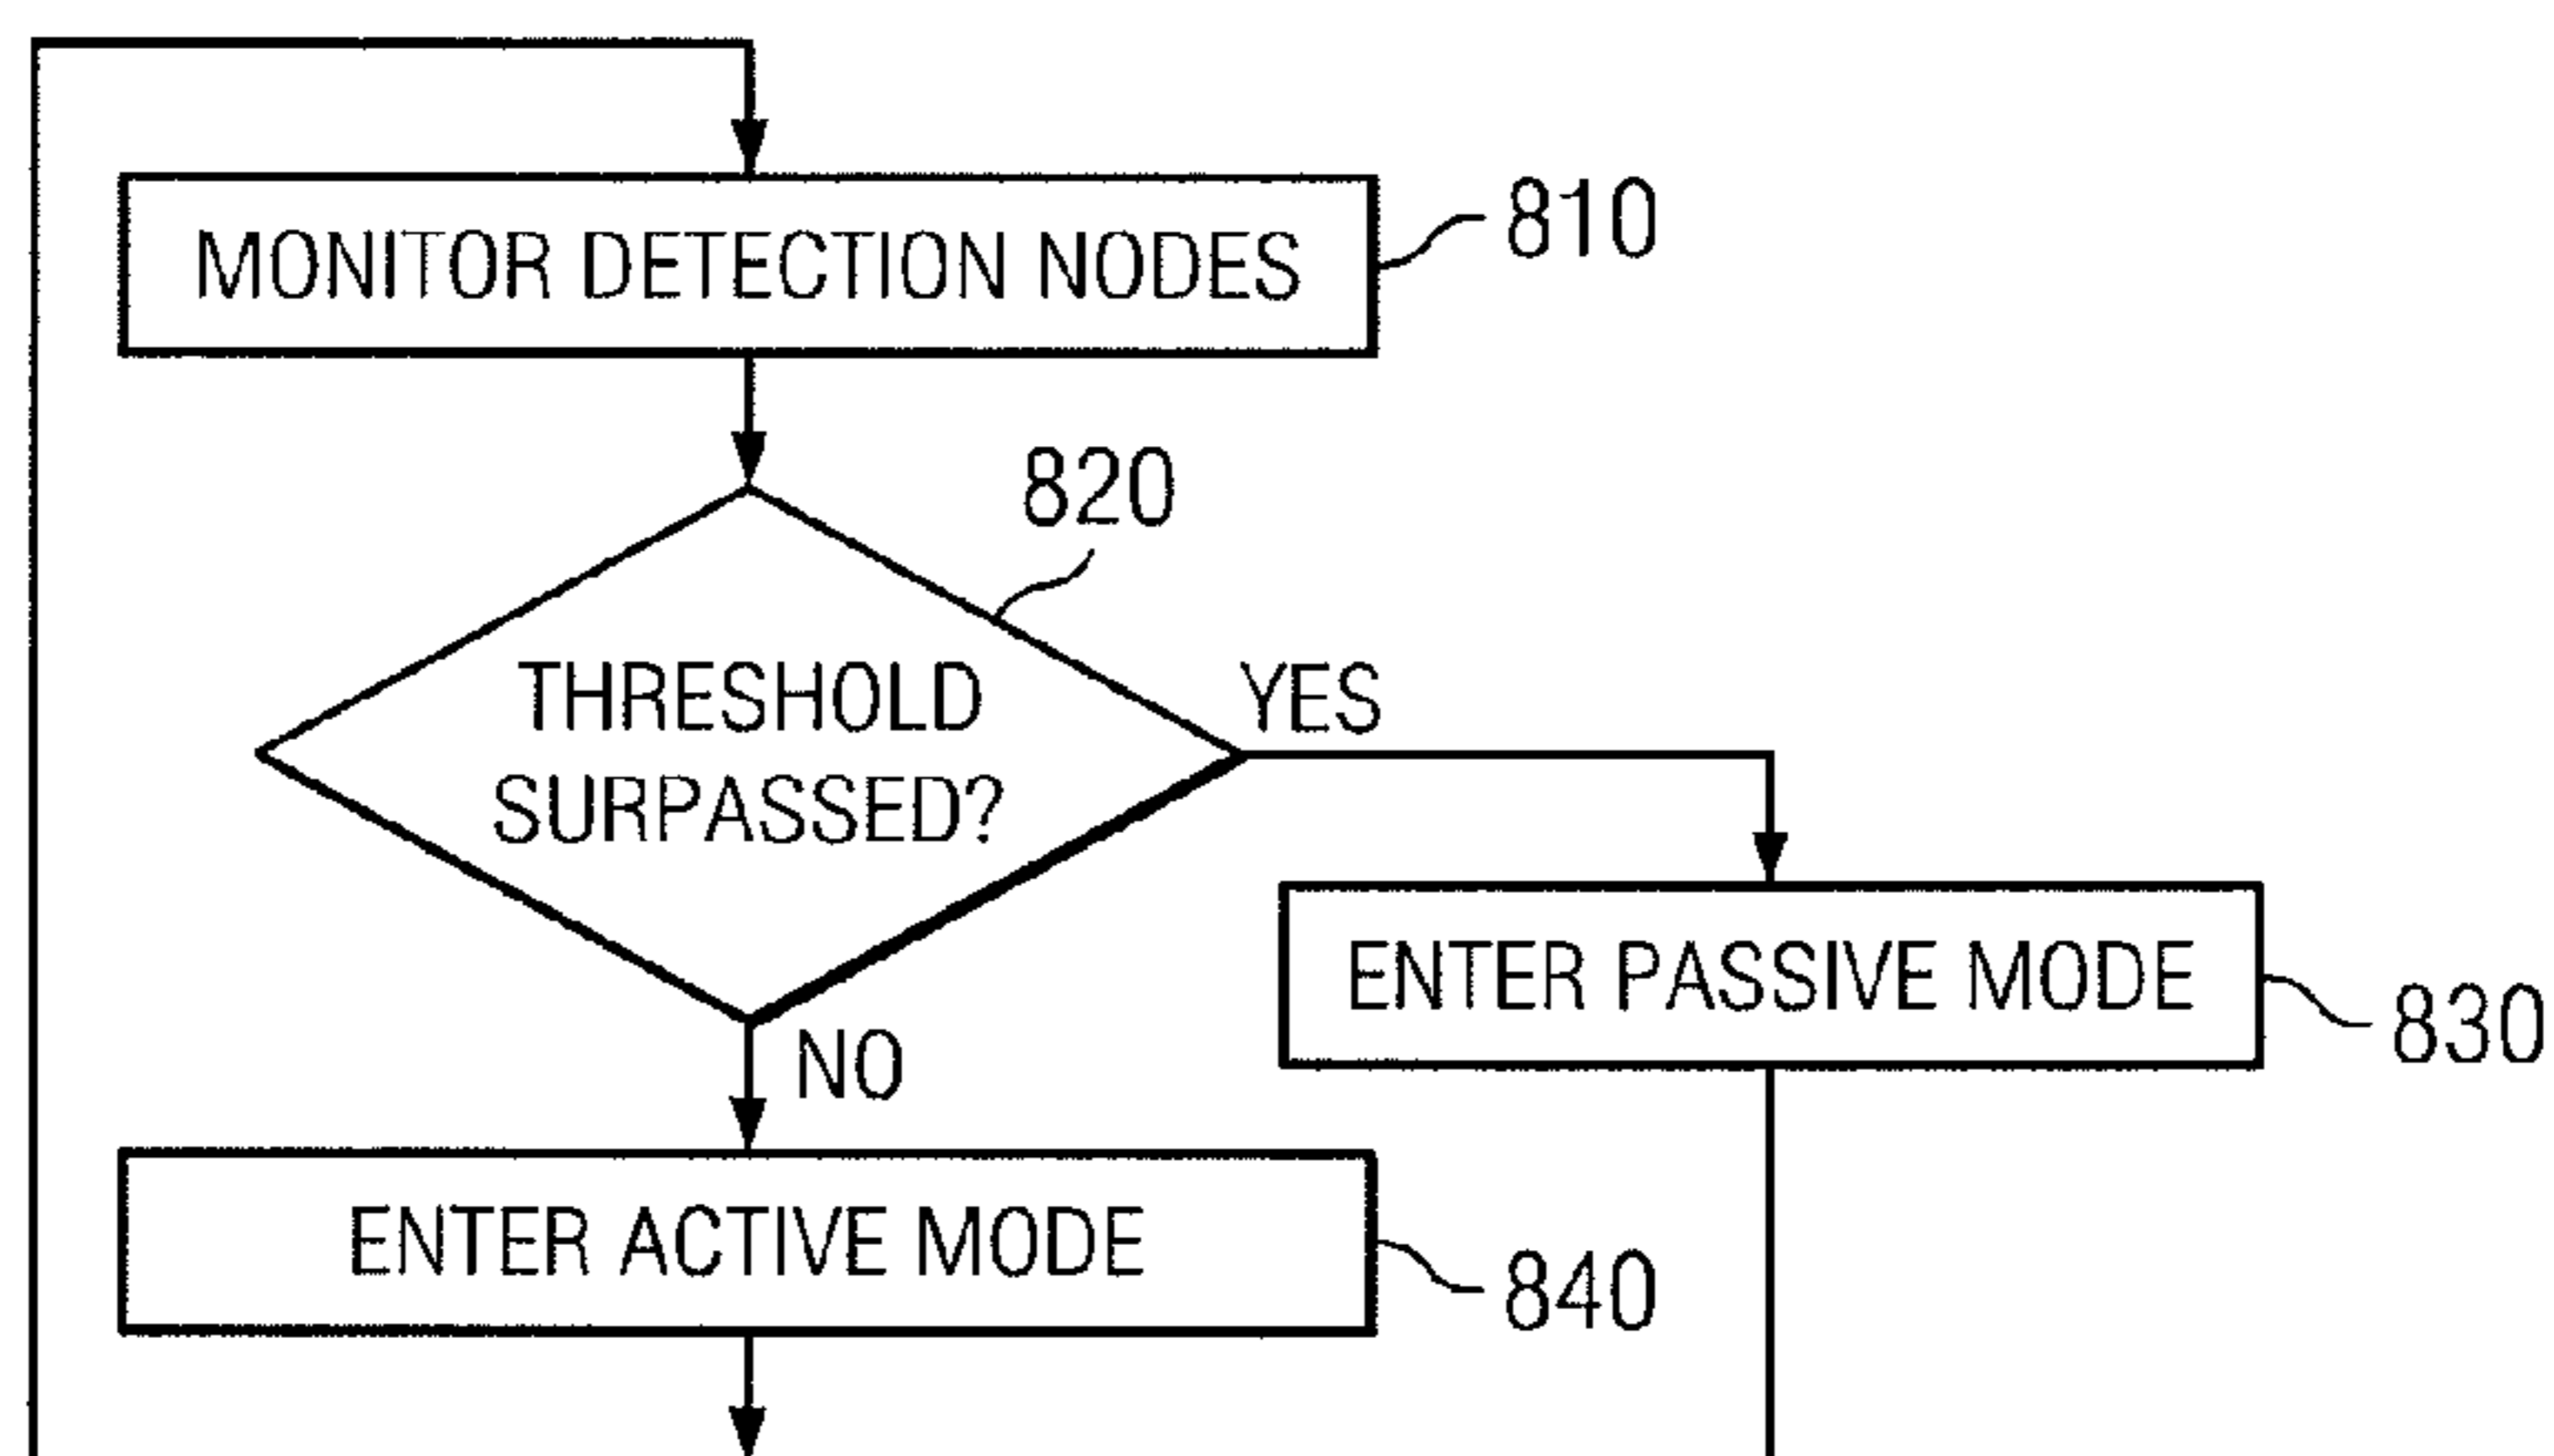 MONITOR DETECTION NODES
810
820
THRESHOLD
SURPASSED?
YES
ENTER PASSIVE MODE
830
NO
ENTER ACTIVE MODE
840